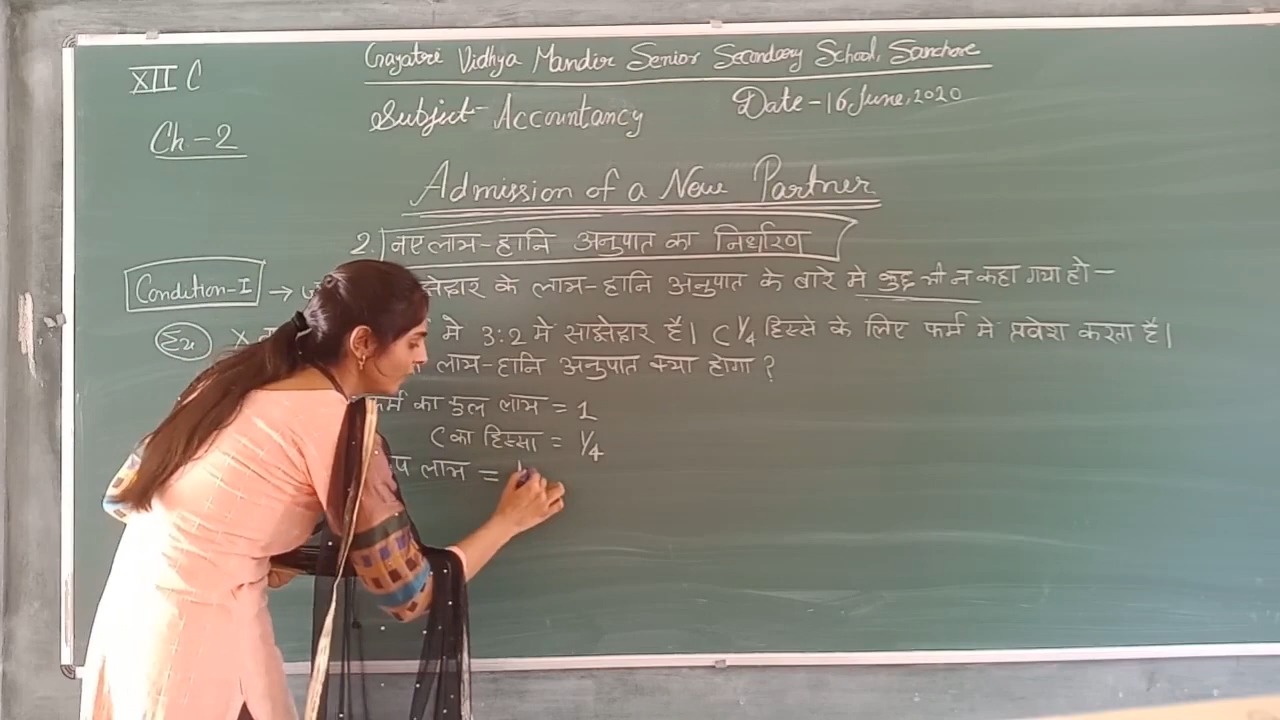 XII C
Gayatri Vidhya Mandir Senior Secondary School, Sanchore
Subject- Accountancy
Date - 16 June, 2020
Ch.-2
Admission of a New Partner
2. नए लाभ-हानि अनुपात का निर्धारण
Condition-I → के लाभ-हानि अनुपात के बारे मे कुछ भी न कहा गया हो -
Ex X मे 3:2 मे साझेदार है। C 1/4 हिस्से के लिए फर्म मे प्रवेश करता है।
लाभ-हानि अनुपात क्या होगा ?
फर्म का कुल लाभ = 1
C का हिस्सा = 1/4
लाभ =